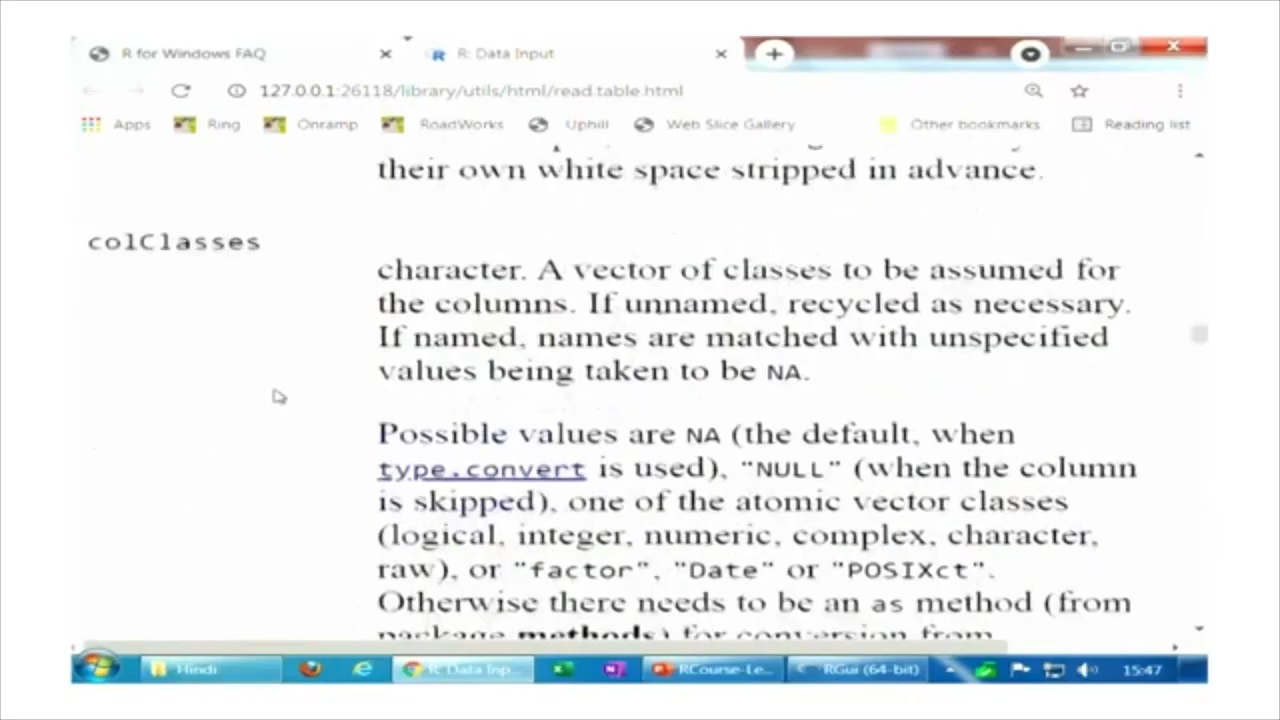 R for Windows FAQ
R: Data Input
127.0.0.1:26118/library/utils/html/read.table.html
Apps Ring Onramp RoadWorks Uphill Web Slice Gallery Other bookmarks Reading list
their own white space stripped in advance.
colClasses
character. A vector of classes to be assumed for
the columns. If unnamed, recycled as necessary.
If named, names are matched with unspecified
values being taken to be NA.
Possible values are NA (the default, when
type.convert is used), "NULL" (when the column
is skipped), one of the atomic vector classes
(logical, integer, numeric, complex, character,
raw), or "factor", "Date" or "POSIXct".
Otherwise there needs to be an as method (from
package methods) for conversion from
Hindi R: Data Inp... RCourse-Le... RGui (64-bit) 15:47